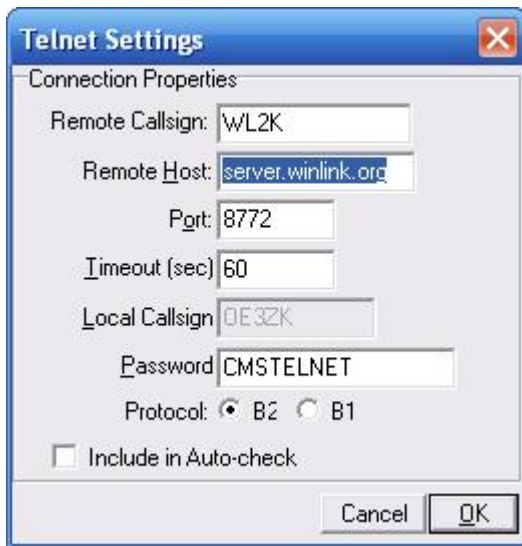 Telnet Settings
Connection Properties
Remote Callsign: WL2K
Remote Host: server.winlink.org
Port: 8772
Timeout (sec) 60
Local Callsign OE3ZK
Password CMSTELNET
Protocol: B2 B1
Include in Auto-check
Cancel OK